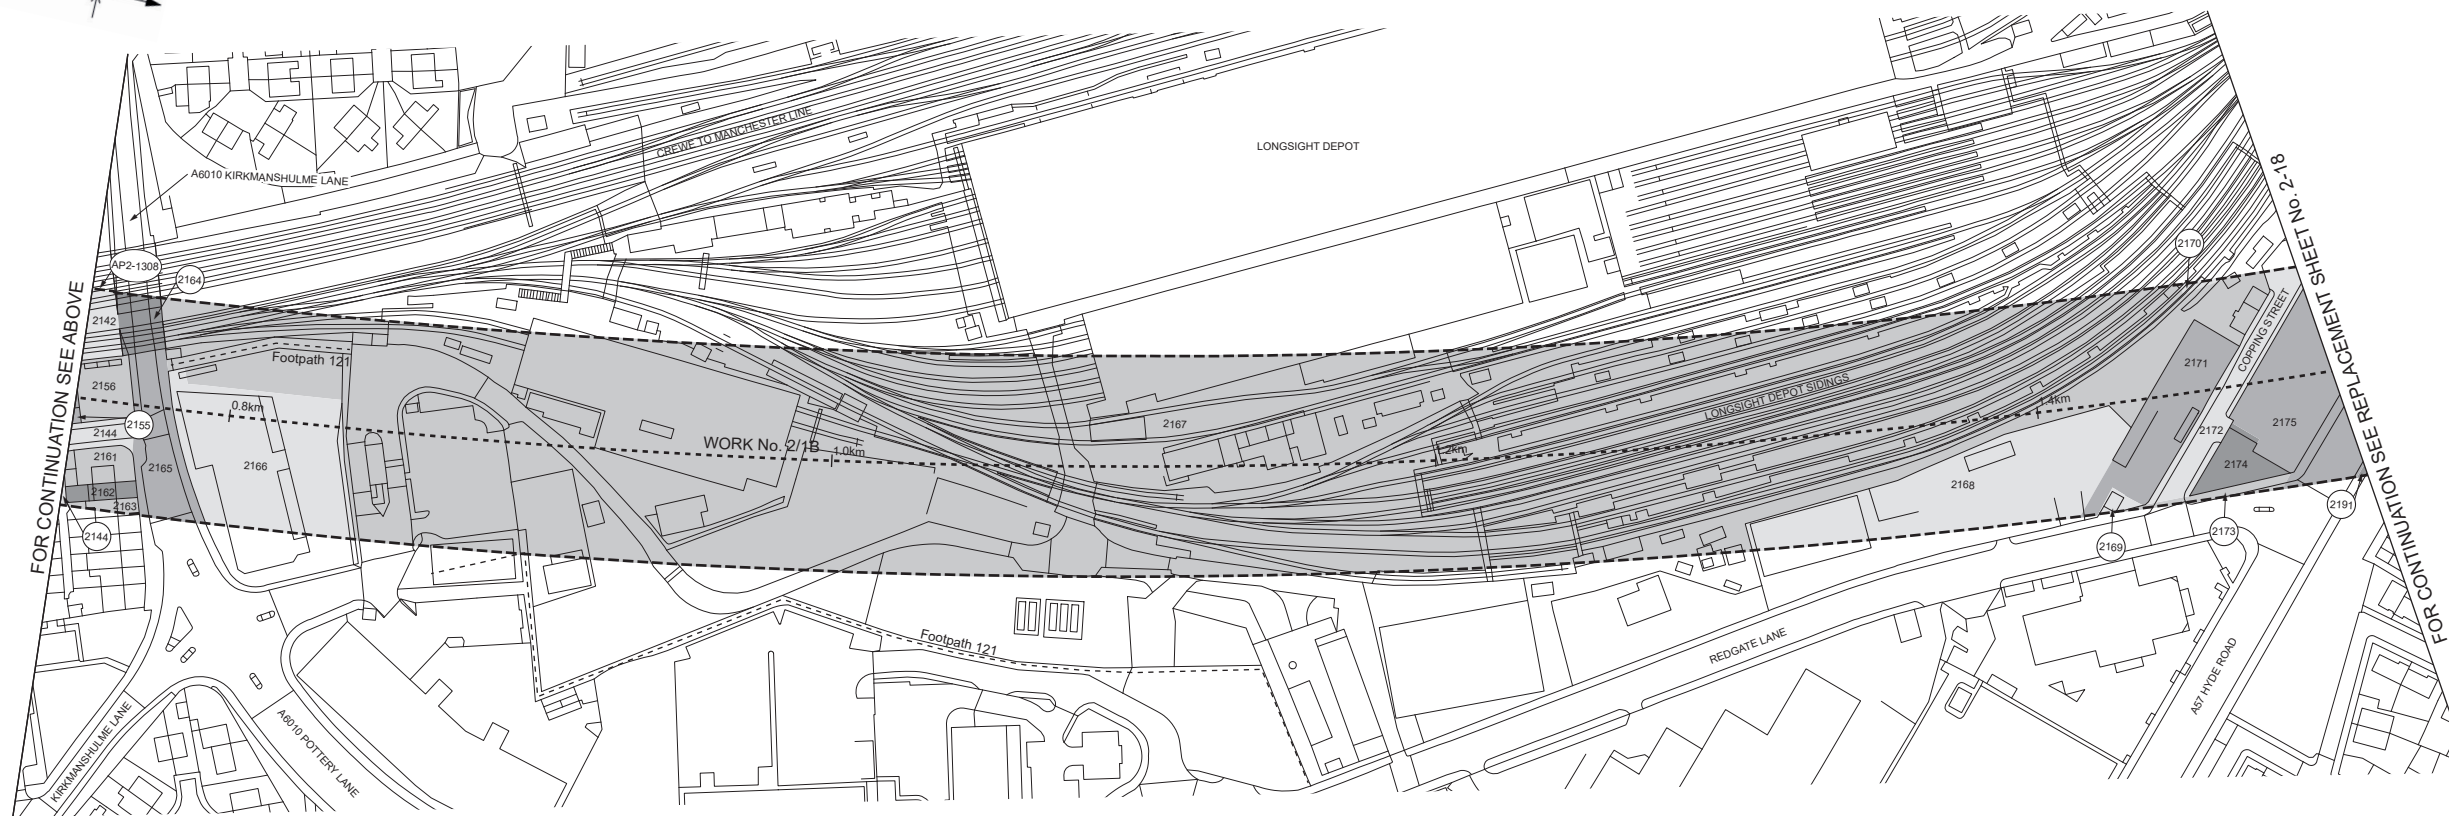 CREWE TO MANCHESTER LINE
LONGSIGHT DEPOT
A6010 KIRKMANSHULME LANE
FOR CONTINUATION SEE REPLACEMENT SHEET No. 2-18
2170
AP2-1308
2164
FOR CONTINUATION SEE ABOVE
2142
COPPING STREET
Footpath 121
2171
2156
LONGSIGHT DEPOT SIDINGS
0.8km
1.4km
2155
2144
2167
2175
2172
WORK No. 2/1B
1.0km
2km
2161
2165
2166
2174
2168
2162
2163
2191
2144
2173
2169
Footpath 121
REDGATE LANE
A57 HYDE ROAD
KIRKMANSHULME LANE
A6010 POTTERY LANE